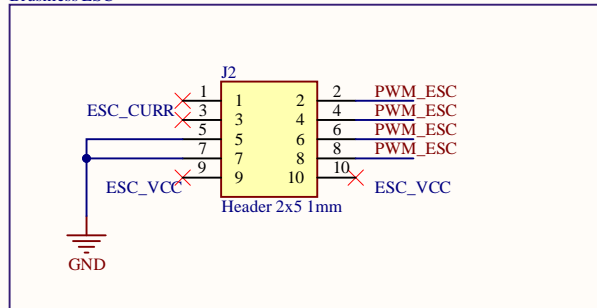 J2
1 1 2 2 PWM_ESC
ESC_CURR 3 3 4 4 PWM_ESC
5 5 6 6 PWM_ESC
7 7 8 8 PWM_ESC
ESC_VCC 9 9 10 10 ESC_VCC
Header 2x5 1mm
GND